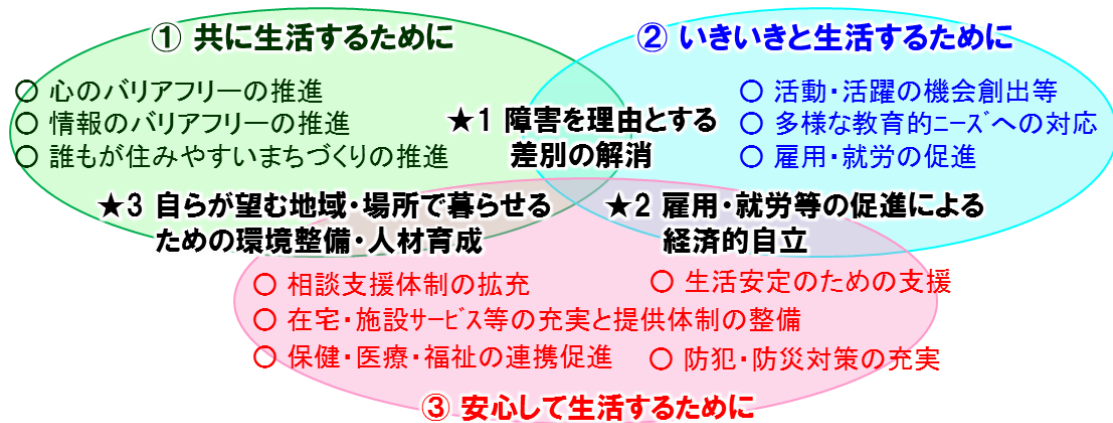 ① 共に生活するために
○ 心のバリアフリーの推進
○ 情報のバリアフリーの推進
○ 誰もが住みやすいまちづくりの推進
② いきいきと生活するために
○ 活動・活躍の機会創出等
○ 多様な教育的ニーズへの対応
○ 雇用・就労の促進
★1 障害を理由とする
差別の解消
★3 自らが望む地域・場所で暮らせる
ための環境整備・人材育成
★2 雇用・就労等の促進による
経済的自立
○ 相談支援体制の拡充
○ 生活安定のための支援
○ 在宅・施設サービス等の充実と提供体制の整備
○ 保健・医療・福祉の連携促進
○ 防犯・防災対策の充実
③ 安心して生活するために